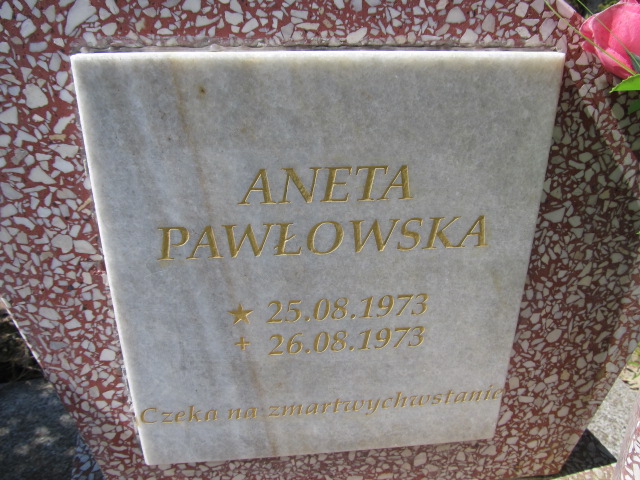 ANETA
PAWŁOWSKA
★ 25.08.1973
+ 26.08.1973
Czeka na zmartwychwstanie